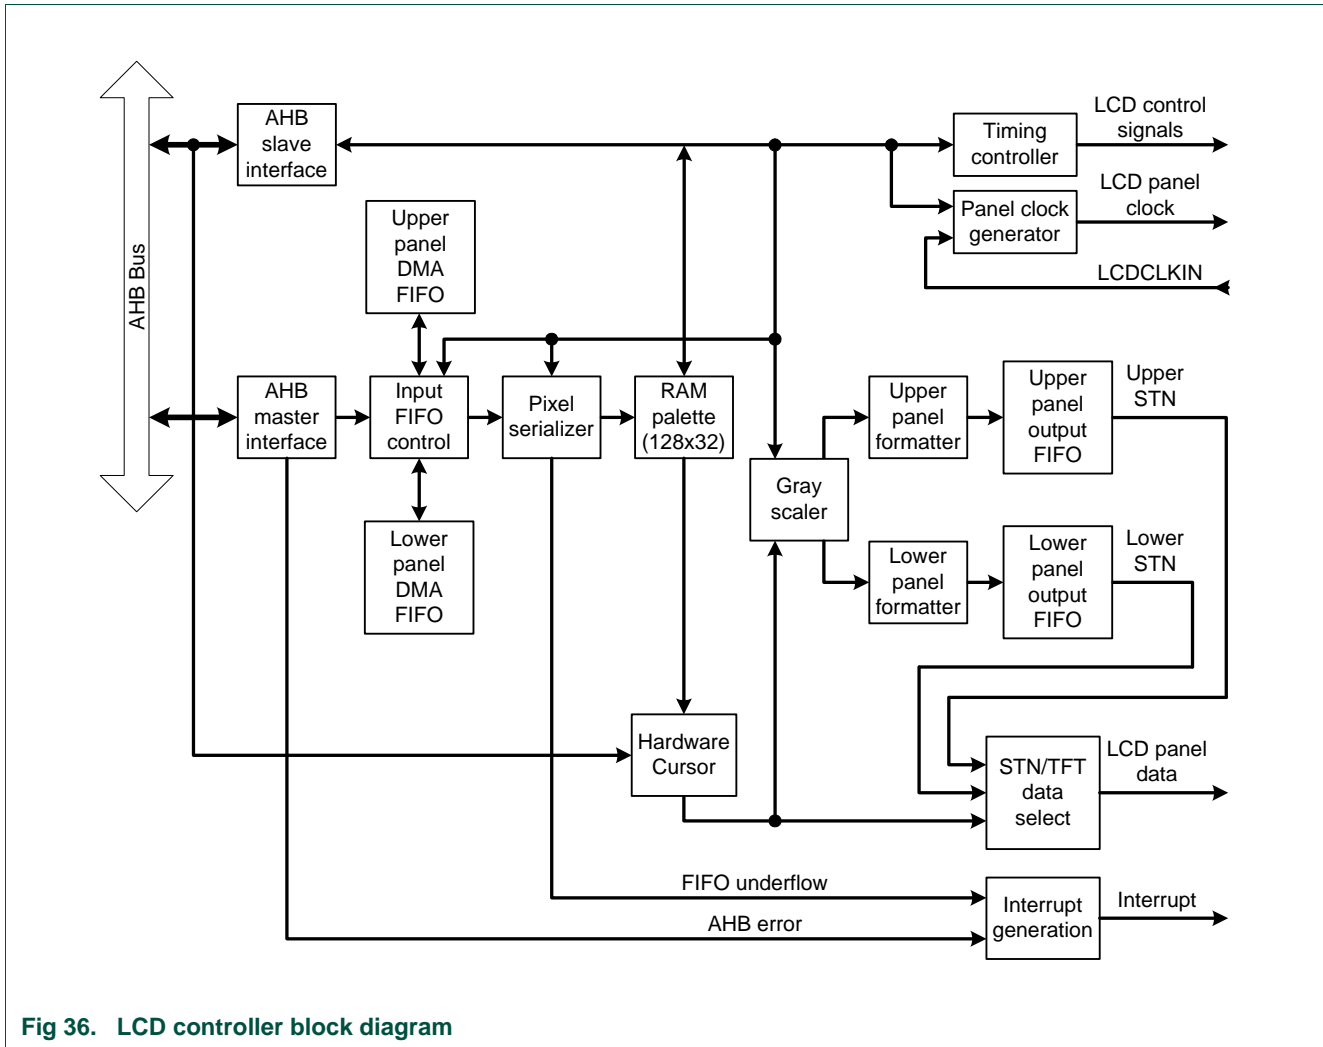 AHB
slave
interface
Timing
controller
LCD control
signals
Panel clock
generator
LCD panel
clock
LCDCLKIN
AHB Bus
Upper
panel
DMA
FIFO
AHB
master
interface
Input
FIFO
control
Pixel
serializer
RAM
palette
(128x32)
Upper
panel
formatter
Upper
panel
output
FIFO
Upper
STN
Gray
scaler
Lower
panel
DMA
FIFO
Lower
panel
formatter
Lower
panel
output
FIFO
Lower
STN
Hardware
Cursor
STN/TFT
data
select
LCD panel
data
FIFO underflow
AHB error
Interrupt
generation
Interrupt
Fig 36. LCD controller block diagram